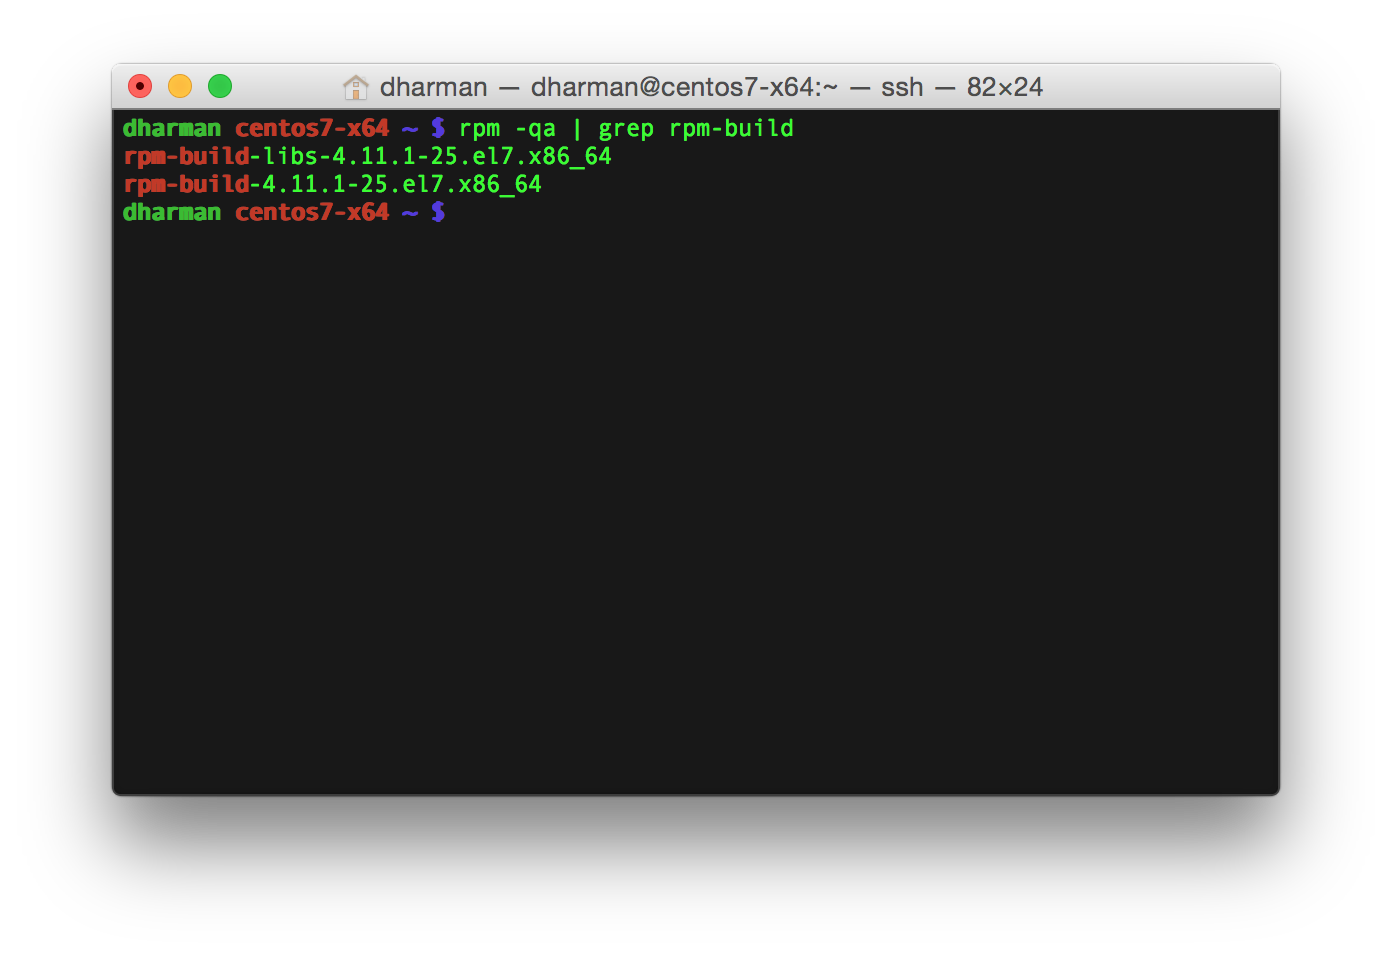 dharman — dharman@centos7-x64:~ — ssh — 82×24
dharman centos7-x64 ~ $ rpm -qa | grep rpm-build
rpm-build-libs-4.11.1-25.el7.x86_64
rpm-build-4.11.1-25.el7.x86_64
dharman centos7-x64 ~ $